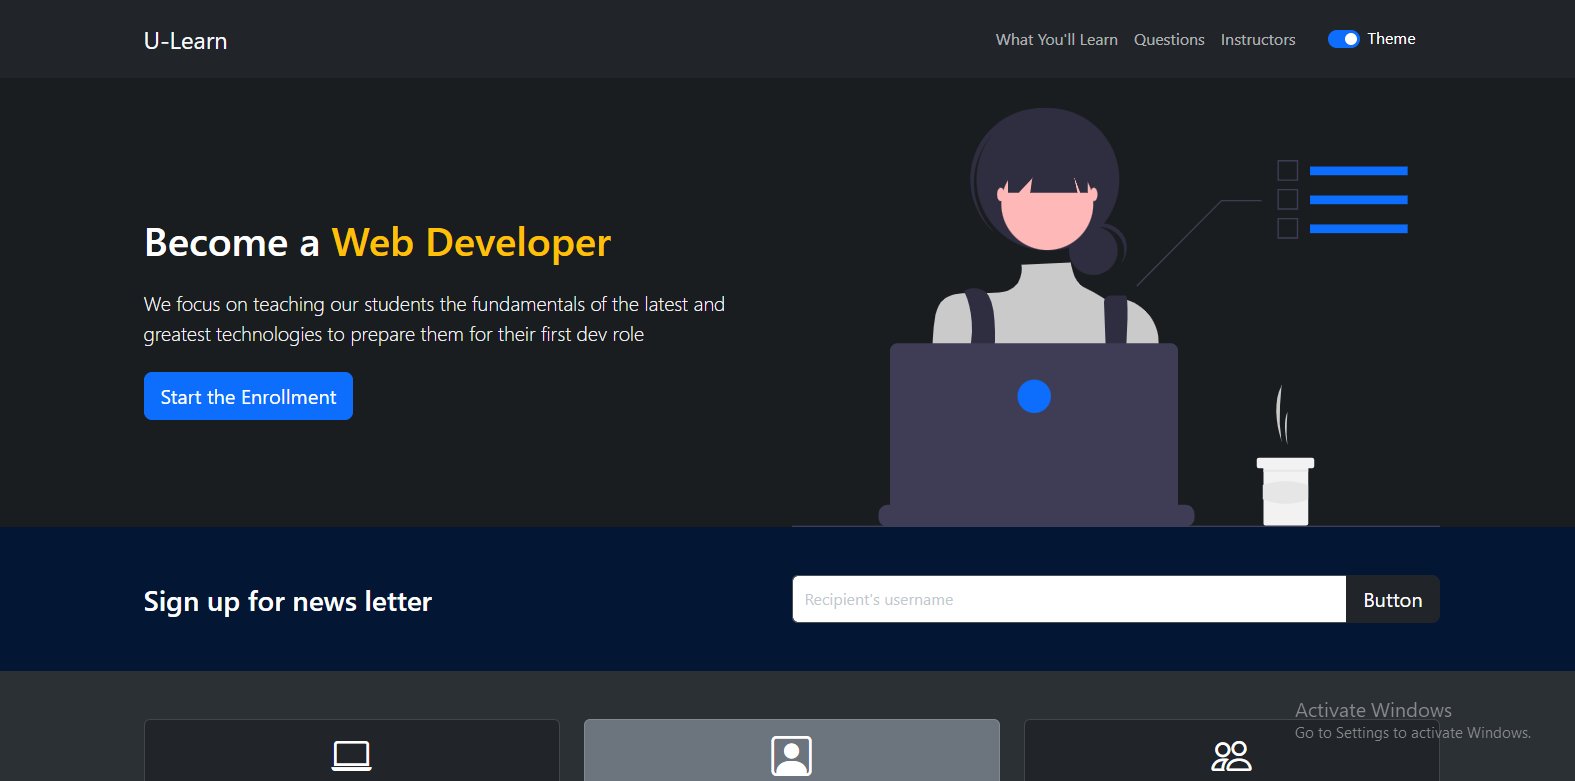 U-Learn
What You'll Learn Questions Instructors Theme
Become a Web Developer
We focus on teaching our students the fundamentals of the latest and
greatest technologies to prepare them for their first dev role
Start the Enrollment
Sign up for news letter
Recipient's username Button
Activate Windows
Go to Settings to activate Windows.